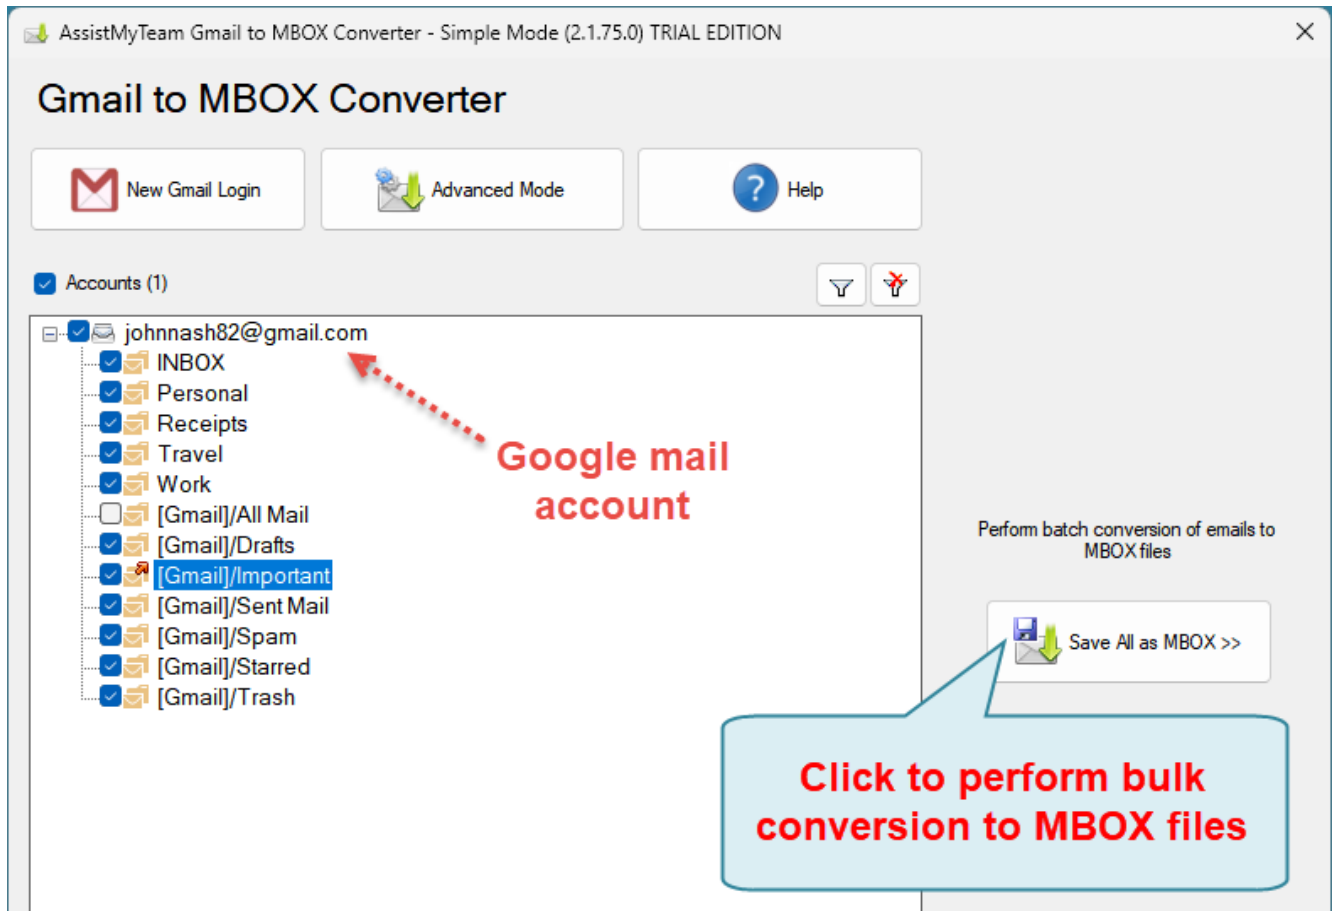 AssistMyTeam Gmail to MBOX Converter - Simple Mode (2.1.75.0) TRIAL EDITION
Gmail to MBOX Converter
New Gmail Login
Advanced Mode
Help
Accounts (1)
johnnash82@gmail.com
INBOX
Personal
Receipts
Travel
Work
[Gmail]/All Mail
[Gmail]/Drafts
[Gmail]/Important
[Gmail]/Sent Mail
[Gmail]/Spam
[Gmail]/Starred
[Gmail]/Trash
Google mail
account
Perform batch conversion of emails to
MBOX files
Save All as MBOX >>
Click to perform bulk
conversion to MBOX files